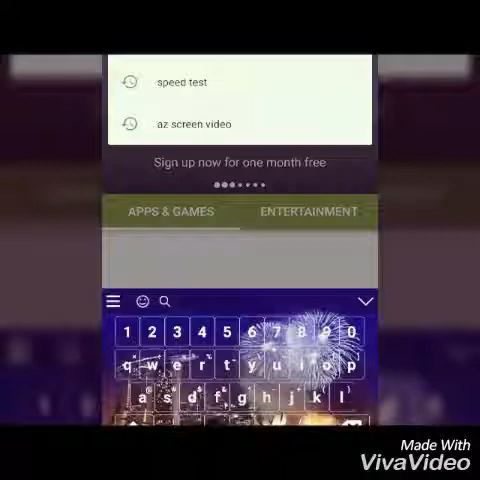 speed test
az screen video
Sign up now for one month free
APPS & GAMES ENTERTAINMENT
1 2 3 4 5 6 7 8 9 0
q w e r t y u i o p
a s d f g h j k l
Made With
VivaVideo